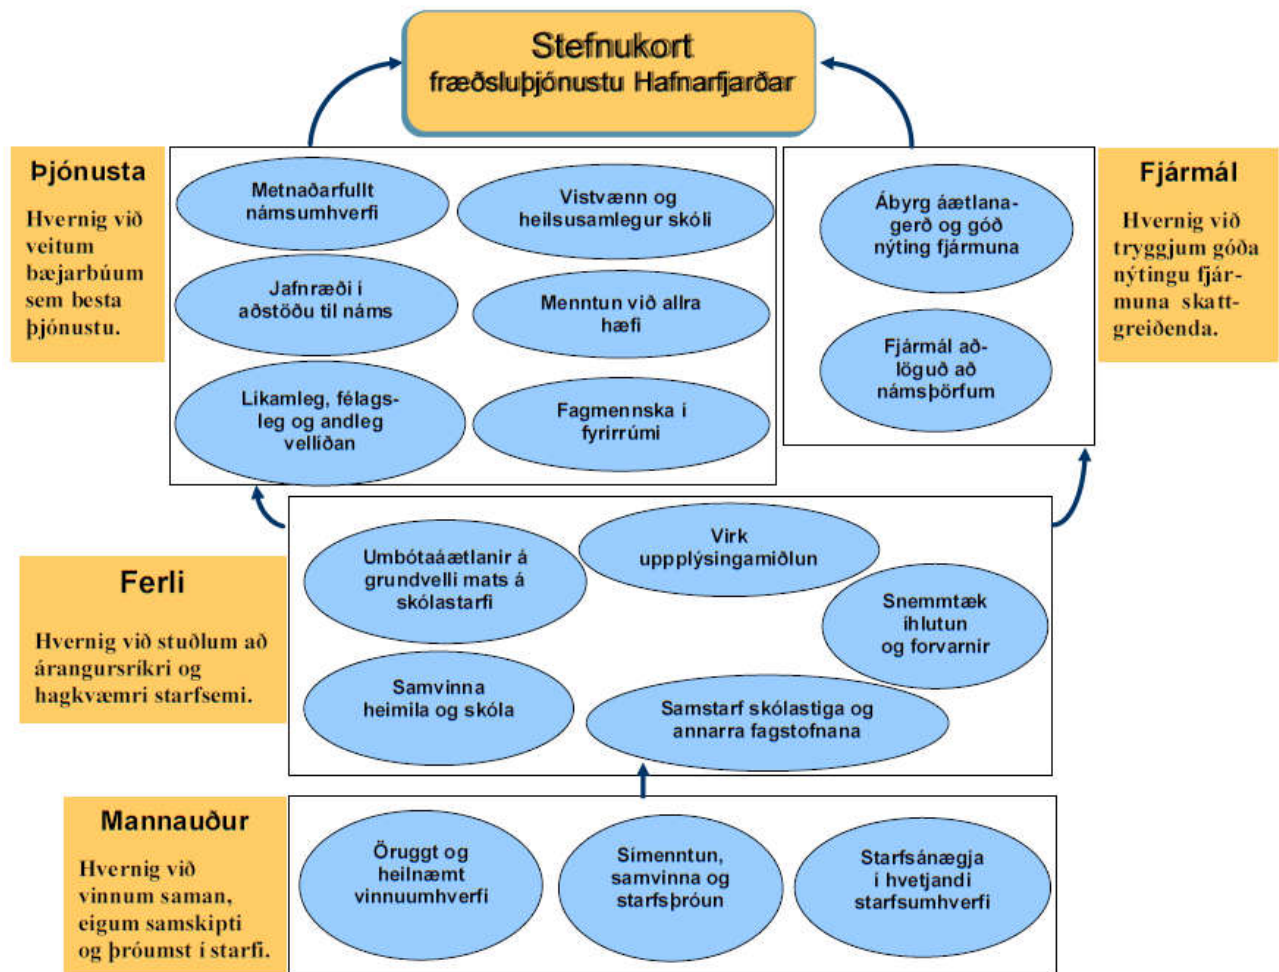 Stefnukort
fræðsluþjónustu Hafnarfjarðar
Þjónusta
Hvernig við
veitum
bæjarbúum
sem besta
þjónustu.
Metnaðarfullt
námsumhverfi
Vistvænn og
heilsusamlegur skóli
Jafnræði í
aðstöðu til náms
Menntun við allra
hæfi
Líkamleg, félags-
leg og andleg
vellíðan
Fagmennska í
fyrirrúmi
Ábyrg áætlana-
gerð og góð
nýting fjármuna
Fjármál að-
löguð að
námsþörfum
Fjármál
Hvernig við
tryggjum góða
nýtingu fjár-
muna skatt-
greiðenda.
Ferli
Hvernig við stuðlum að
árangursríkri og
hagkvæmri starfsemi.
Umbótaáætlanir á
grundvelli mats á
skólastarfi
Virk
uppplýsingamiðlun
Snemmtæk
íhlutun
og forvarnir
Samvinna
heimila og skóla
Samstarf skólastiga og
annarra fagstofnana
Mannauður
Hvernig við
vinnum saman,
eigum samskipti
og þróumst í starfi.
Öruggt og
heilnæmt
vinnuumhverfi
Símenntun,
samvinna og
starfsþróun
Starfsánægja
í hvetjandi
starfsumhverfi